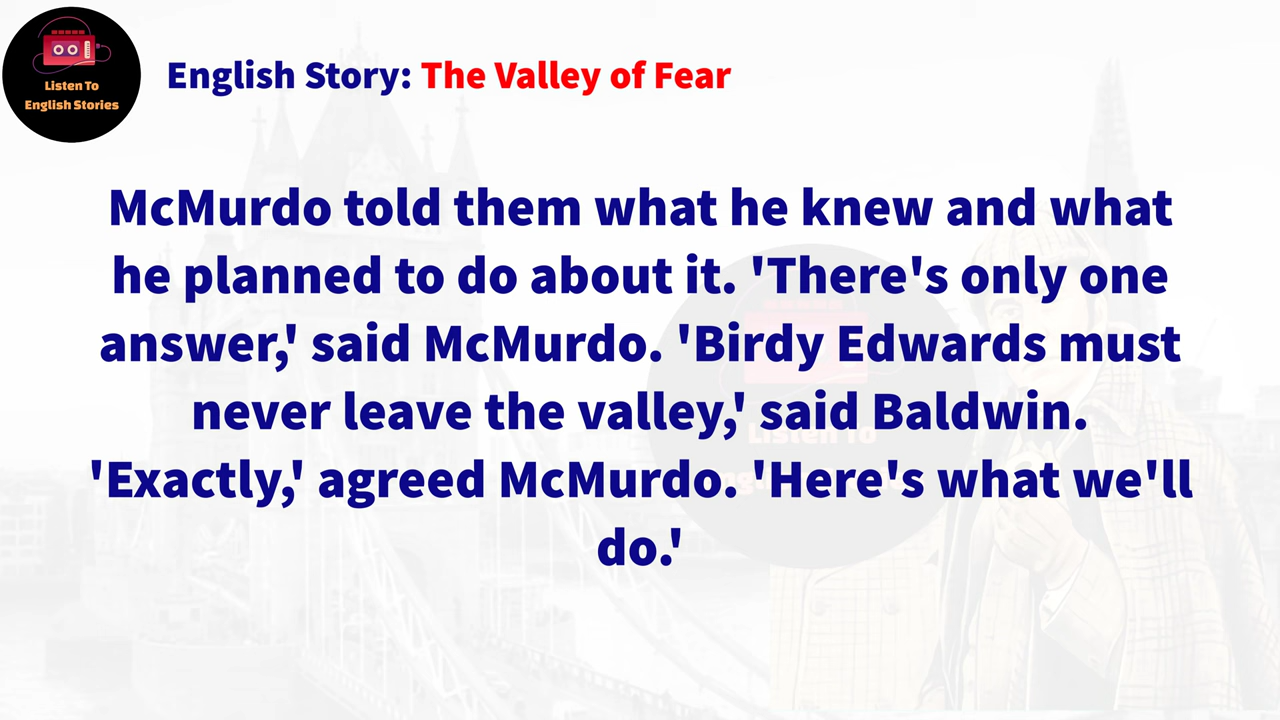 Listen To
English Stories
English Story: The Valley of Fear
McMurdo told them what he knew and what
he planned to do about it. 'There's only one
answer,' said McMurdo. 'Birdy Edwards must
never leave the valley,' said Baldwin.
'Exactly,' agreed McMurdo. 'Here's what we'll
do.'
Listen To